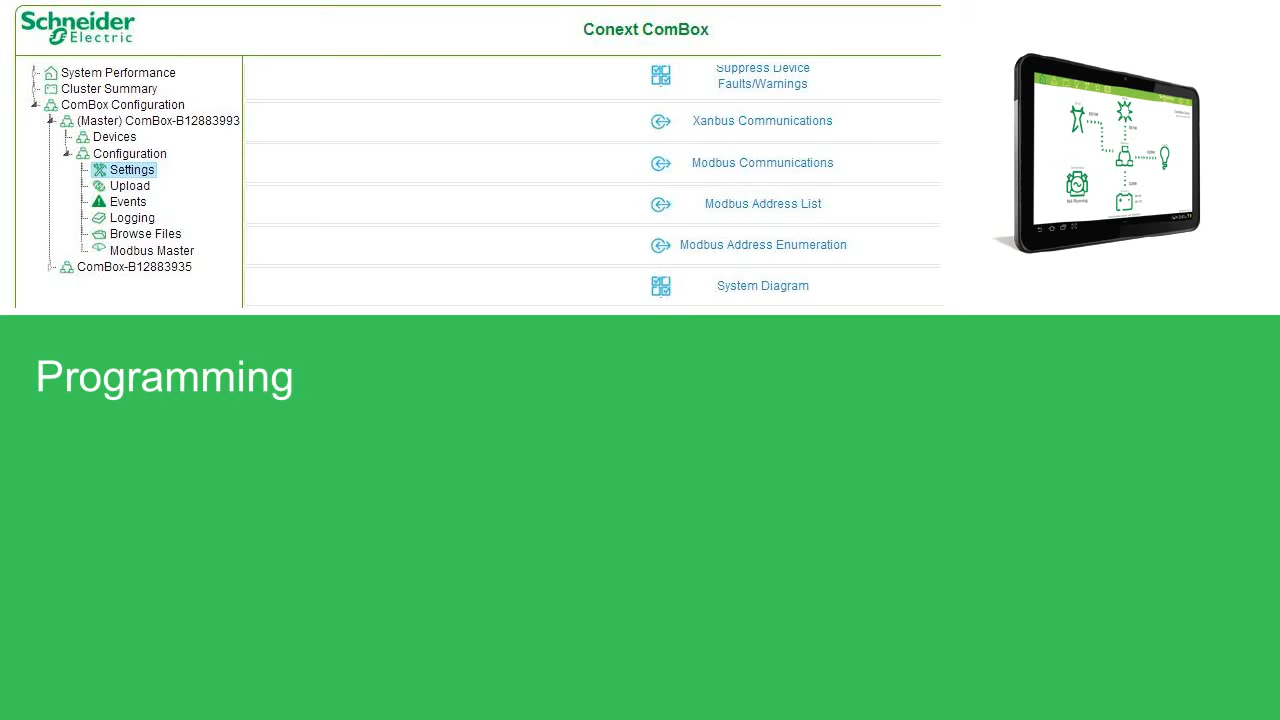 Schneider
Electric
Conext ComBox
System Performance
Cluster Summary
ComBox Configuration
(Master) ComBox-B12883993
Devices
Configuration
Settings
Upload
Events
Logging
Browse Files
Modbus Master
ComBox-B12883935
Suppress Device
Faults/Warnings
Xanbus Communications
Modbus Communications
Modbus Address List
Modbus Address Enumeration
System Diagram
Programming